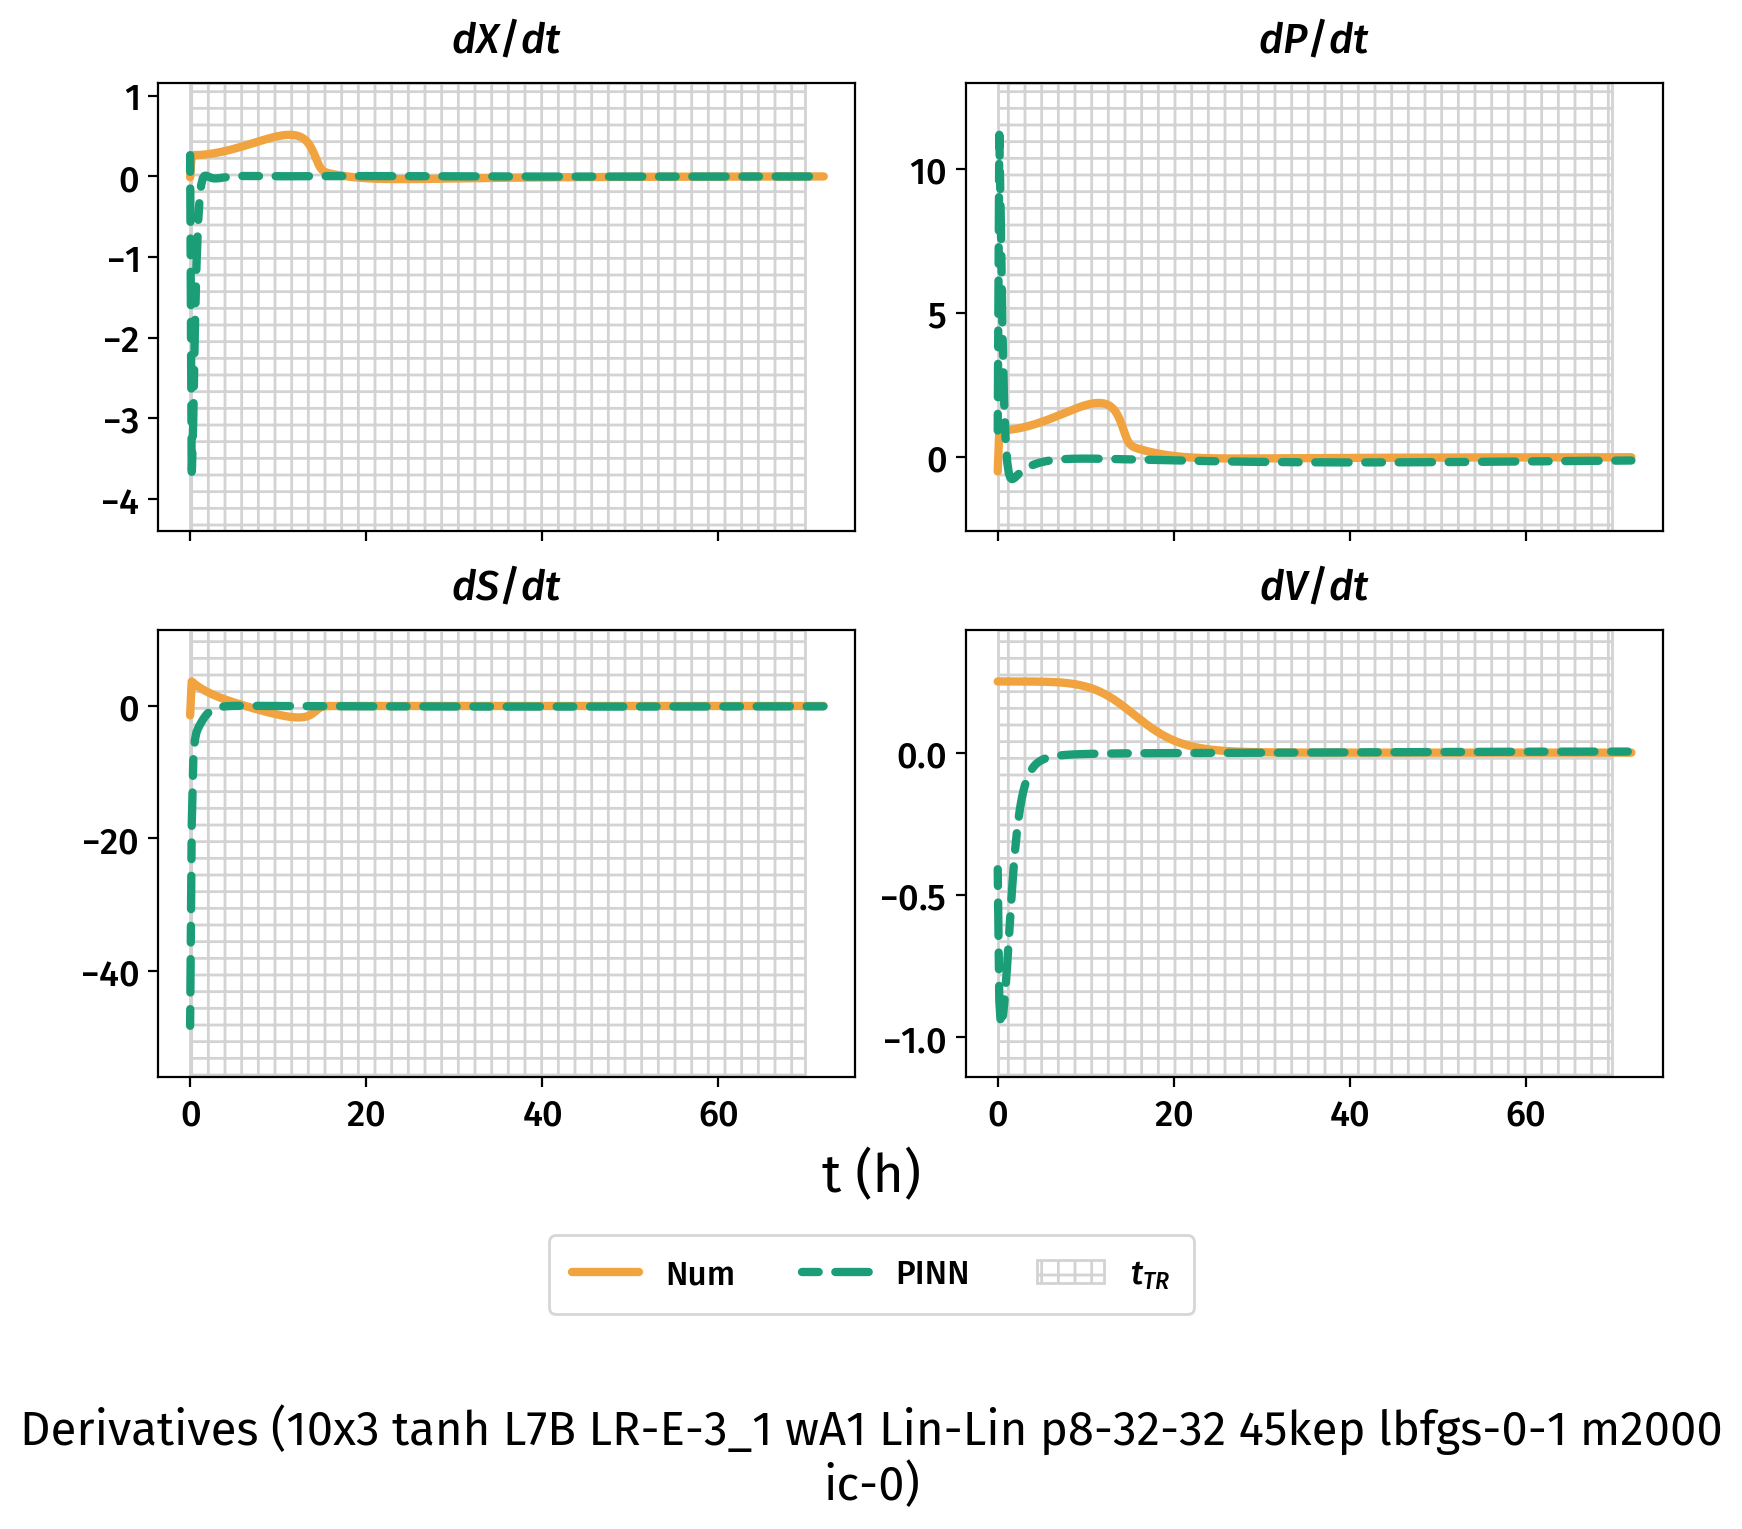 dX/dt
dP/dt
1
0
−1
−2
−3
−4
10
5
0
dS/dt
dV/dt
0
−20
−40
0.0
−0.5
−1.0
0 20 40 60
0 20 40 60
t (h)
Num PINN tTR
Derivatives (10x3 tanh L7B LR-E-3_1 wA1 Lin-Lin p8-32-32 45kep lbfgs-0-1 m2000
ic-0)